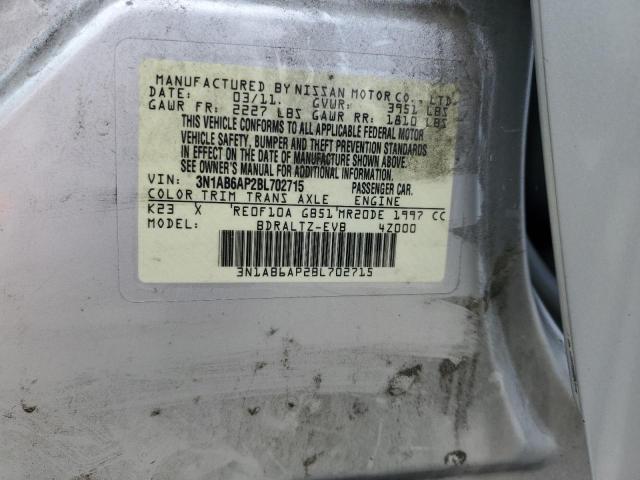 MANUFACTURED BY NISSAN MOTOR CO., LTD.
DATE: 03/11. GVWR: 3951 LBS
GAWR FR: 2227 LBS GAWR RR: 1810 LBS
THIS VEHICLE CONFORMS TO ALL APPLICABLE FEDERAL MOTOR
VEHICLE SAFETY, BUMPER, AND THEFT PREVENTION STANDARDS
IN EFFECT ON THE DATE OF MANUFACTURE SHOWN ABOVE.
SEE OWNER'S MANUAL FOR ADDITIONAL INFORMATION.
VIN: 3N1AB6AP2BL702715 PASSENGER CAR.
COLOR TRIM TRANS AXLE ENGINE
K23 X RE0F10A GB51 MR20DE 1997 CC
MODEL: BDRALTZ-EVB 4Z000
3N1AB6AP2BL702715